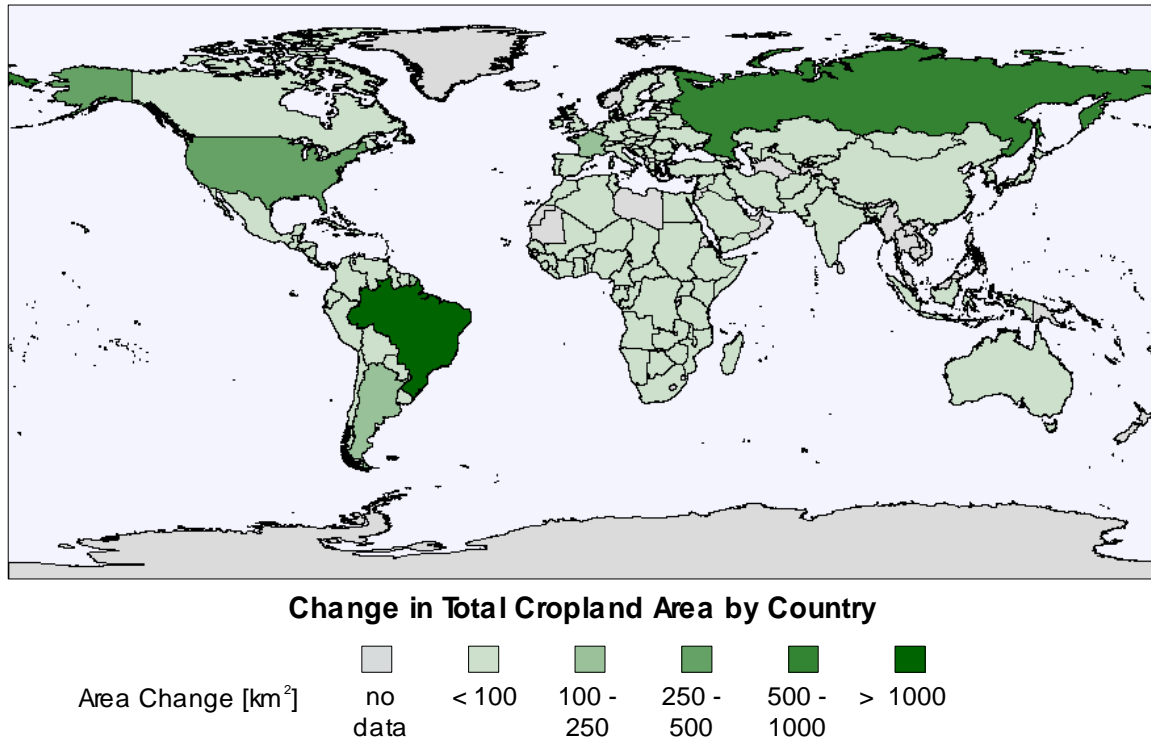 Change in Total Cropland Area by Country
Area Change [km²]
no data
< 100
100 - 250
250 - 500
500 - 1000
> 1000